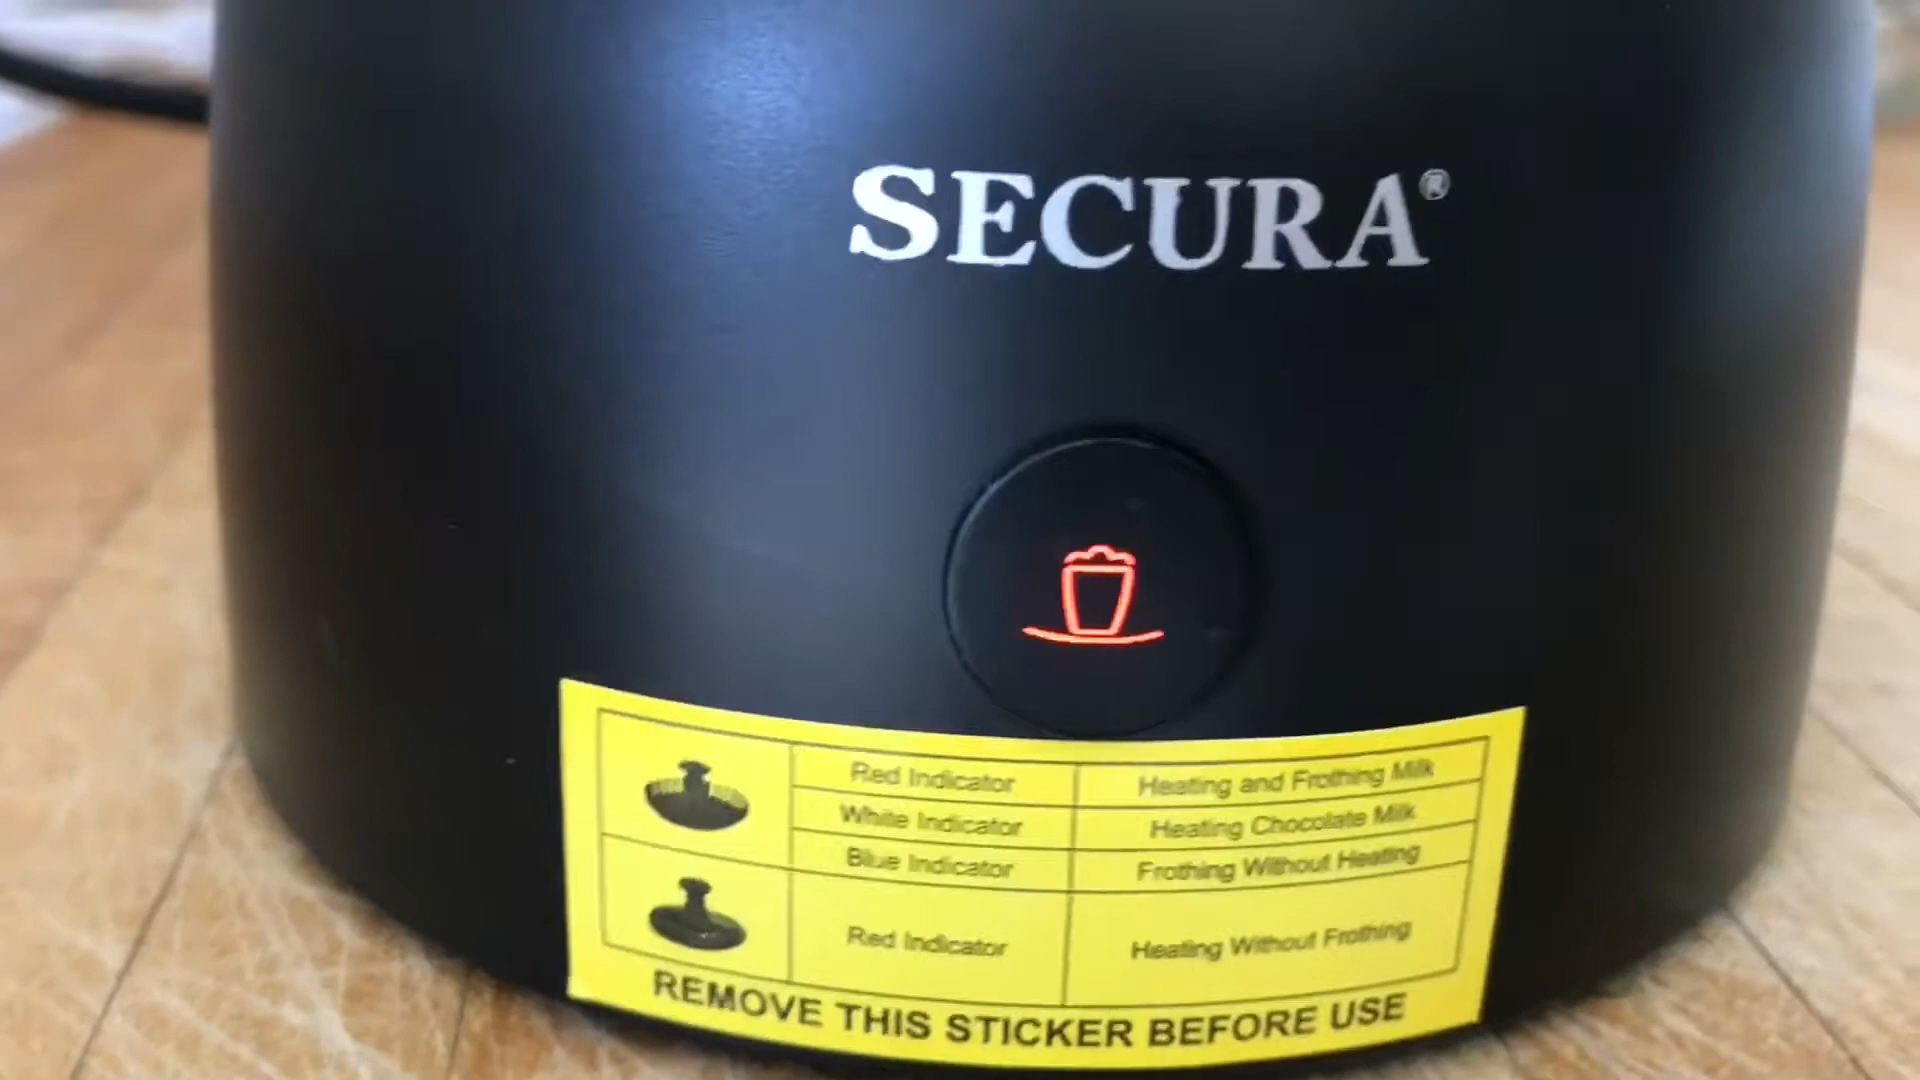 SECURA®
Red Indicator Heating and Frothing Milk
White Indicator Heating Chocolate Milk
Blue Indicator Frothing Without Heating
Red Indicator Heating Without Frothing
REMOVE THIS STICKER BEFORE USE